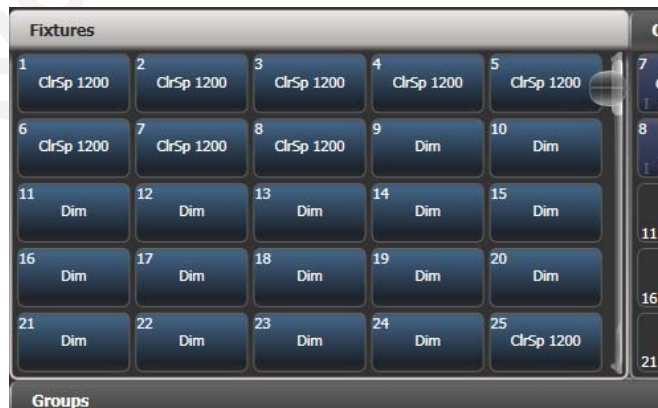 Fixtures
1 2 3 4 5 7
ClrSp 1200 ClrSp 1200 ClrSp 1200 ClrSp 1200 ClrSp 1200
6 7 8 9 10 8
ClrSp 1200 ClrSp 1200 ClrSp 1200 Dim Dim
11 12 13 14 15
Dim Dim Dim Dim Dim
11
16 17 18 19 20
Dim Dim Dim Dim Dim
16
21 22 23 24 25
Dim Dim Dim Dim ClrSp 1200
21
Groups